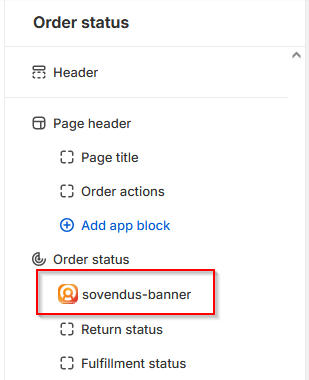 Order status
Header
Page header
Page title
Order actions
Add app block
Order status
sovendus-banner
Return status
Fulfillment status